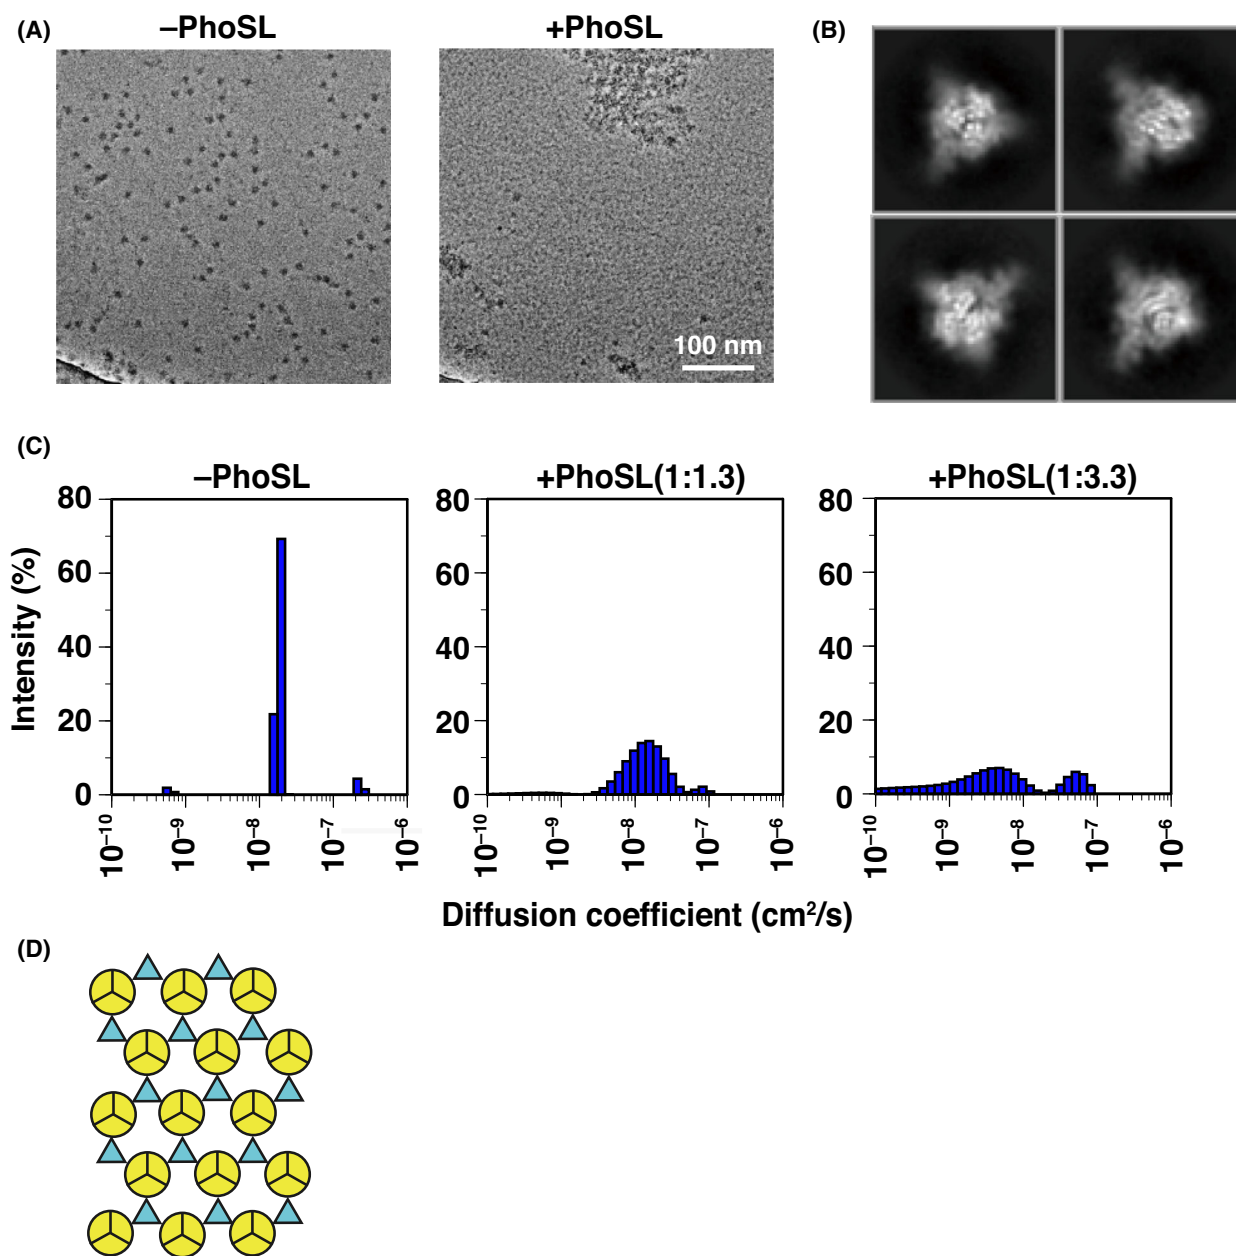 (A)
–PhoSL
+PhoSL
(B)
100 nm
(C)
–PhoSL
+PhoSL(1:1.3)
+PhoSL(1:3.3)
80
60
40
20
0
80
60
40
20
0
80
60
40
20
0
Intensity (%)
10⁻¹⁰
10⁻⁹
10⁻⁸
10⁻⁷
10⁻⁶
10⁻¹⁰
10⁻⁹
10⁻⁸
10⁻⁷
10⁻⁶
10⁻¹⁰
10⁻⁹
10⁻⁸
10⁻⁷
10⁻⁶
Diffusion coefficient (cm²/s)
(D)